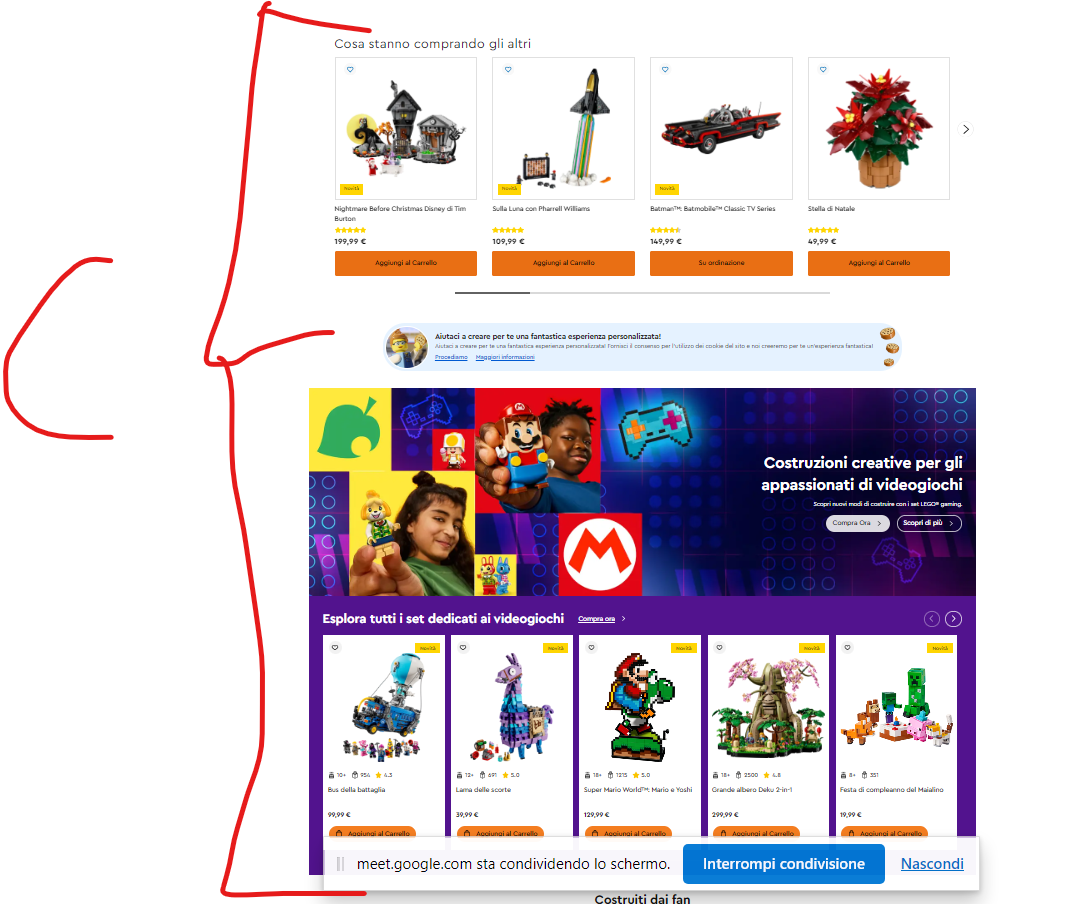 Cosa stanno comprando gli altri
Novità
Novità
Novità
Nightmare Before Christmas Disney di Tim
Burton
199,99 €
Aggiungi al Carrello
Sulla Luna con Pharrell Williams
109,99 €
Aggiungi al Carrello
Batman™: Batmobile™ Classic TV Series
149,99 €
Su ordinazione
Stella di Natale
49,99 €
Aggiungi al Carrello
Aiutaci a creare per te una fantastica esperienza personalizzata!
Aiutaci a creare per te una fantastica esperienza personalizzata! Fornisci il consenso per l'utilizzo dei cookie del sito e noi creeremo per te un'esperienza fantastica!
Procediamo Maggiori informazioni
Costruzioni creative per gli
appassionati di videogiochi
Scopri nuovi modi di costruire con i set LEGO® gaming.
Compra Ora Scopri di più
Esplora tutti i set dedicati ai videogiochi Compra ora
Novità
10+ 954 4.3
Bus della battaglia
99,99 €
Aggiungi al Carrello
Novità
12+ 691 5.0
Lama delle scorte
39,99 €
Aggiungi al Carrello
Novità
18+ 1215 5.0
Super Mario World™: Mario e Yoshi
129,99 €
Aggiungi al Carrello
Novità
18+ 2500 4.8
Grande albero Deku 2-in-1
299,99 €
Aggiungi al Carrello
Novità
8+ 351
Festa di compleanno del Maialino
19,99 €
Aggiungi al Carrello
meet.google.com sta condividendo lo schermo. Interrompi condivisione Nascondi
Costruiti dai fan